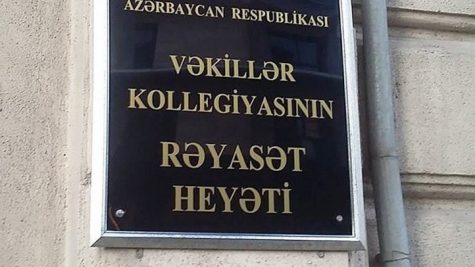 AZƏRBAYCAN RESPUBLİKASI
VƏKİLLƏR
KOLLEGİYASININ
RƏYASƏT
HEYƏTİ